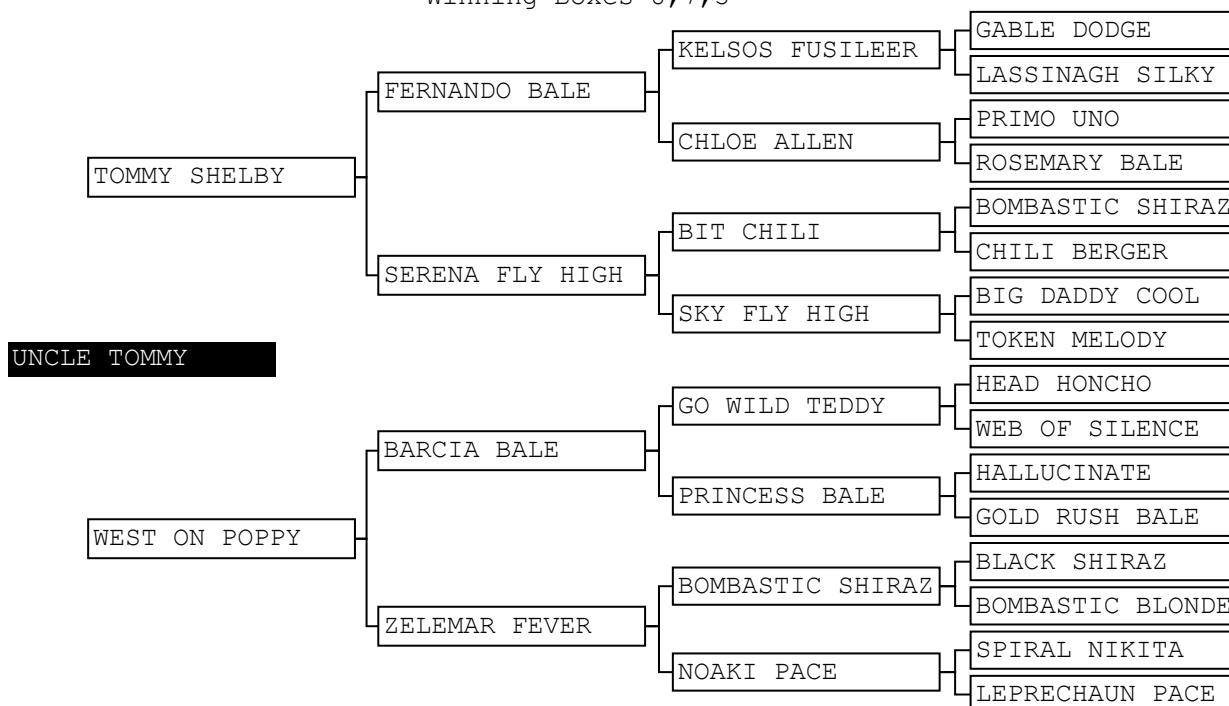 GABLE DODGE
KELSOS FUSILEER
LASSINAGH SILKY
FERNANDO BALE
PRIMO UNO
CHLOE ALLEN
ROSEMARY BALE
TOMMY SHELBY
BOMBASTIC SHIRAZ
BIT CHILI
CHILI BERGER
SERENA FLY HIGH
BIG DADDY COOL
SKY FLY HIGH
TOKEN MELODY
UNCLE TOMMY
HEAD HONCHO
GO WILD TEDDY
WEB OF SILENCE
BARCIA BALE
HALLUCINATE
PRINCESS BALE
GOLD RUSH BALE
WEST ON POPPY
BLACK SHIRAZ
BOMBASTIC SHIRAZ
BOMBASTIC BLONDE
ZELEMAR FEVER
SPIRAL NIKITA
NOAKI PACE
LEPRECHAUN PACE